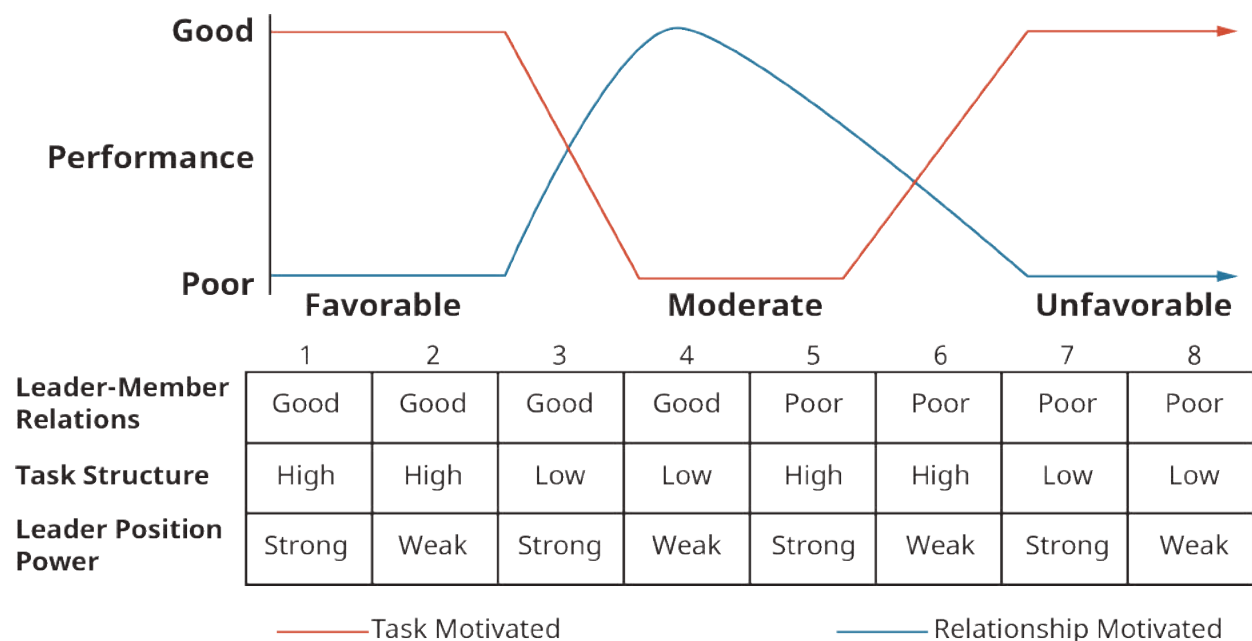 Good
Performance
Poor
Favorable Moderate Unfavorable
1 2 3 4 5 6 7 8
Leader-Member
Relations
Good Good Good Good Poor Poor Poor Poor
Task Structure
High High Low Low High High Low Low
Leader Position
Power
Strong Weak Strong Weak Strong Weak Strong Weak
Task Motivated Relationship Motivated